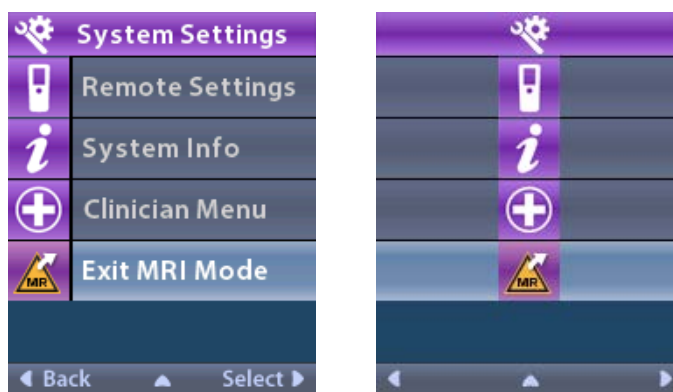 System Settings
Remote Settings
i
System Info
i
Clinician Menu
MR
Exit MRI Mode
MR
Back
Select